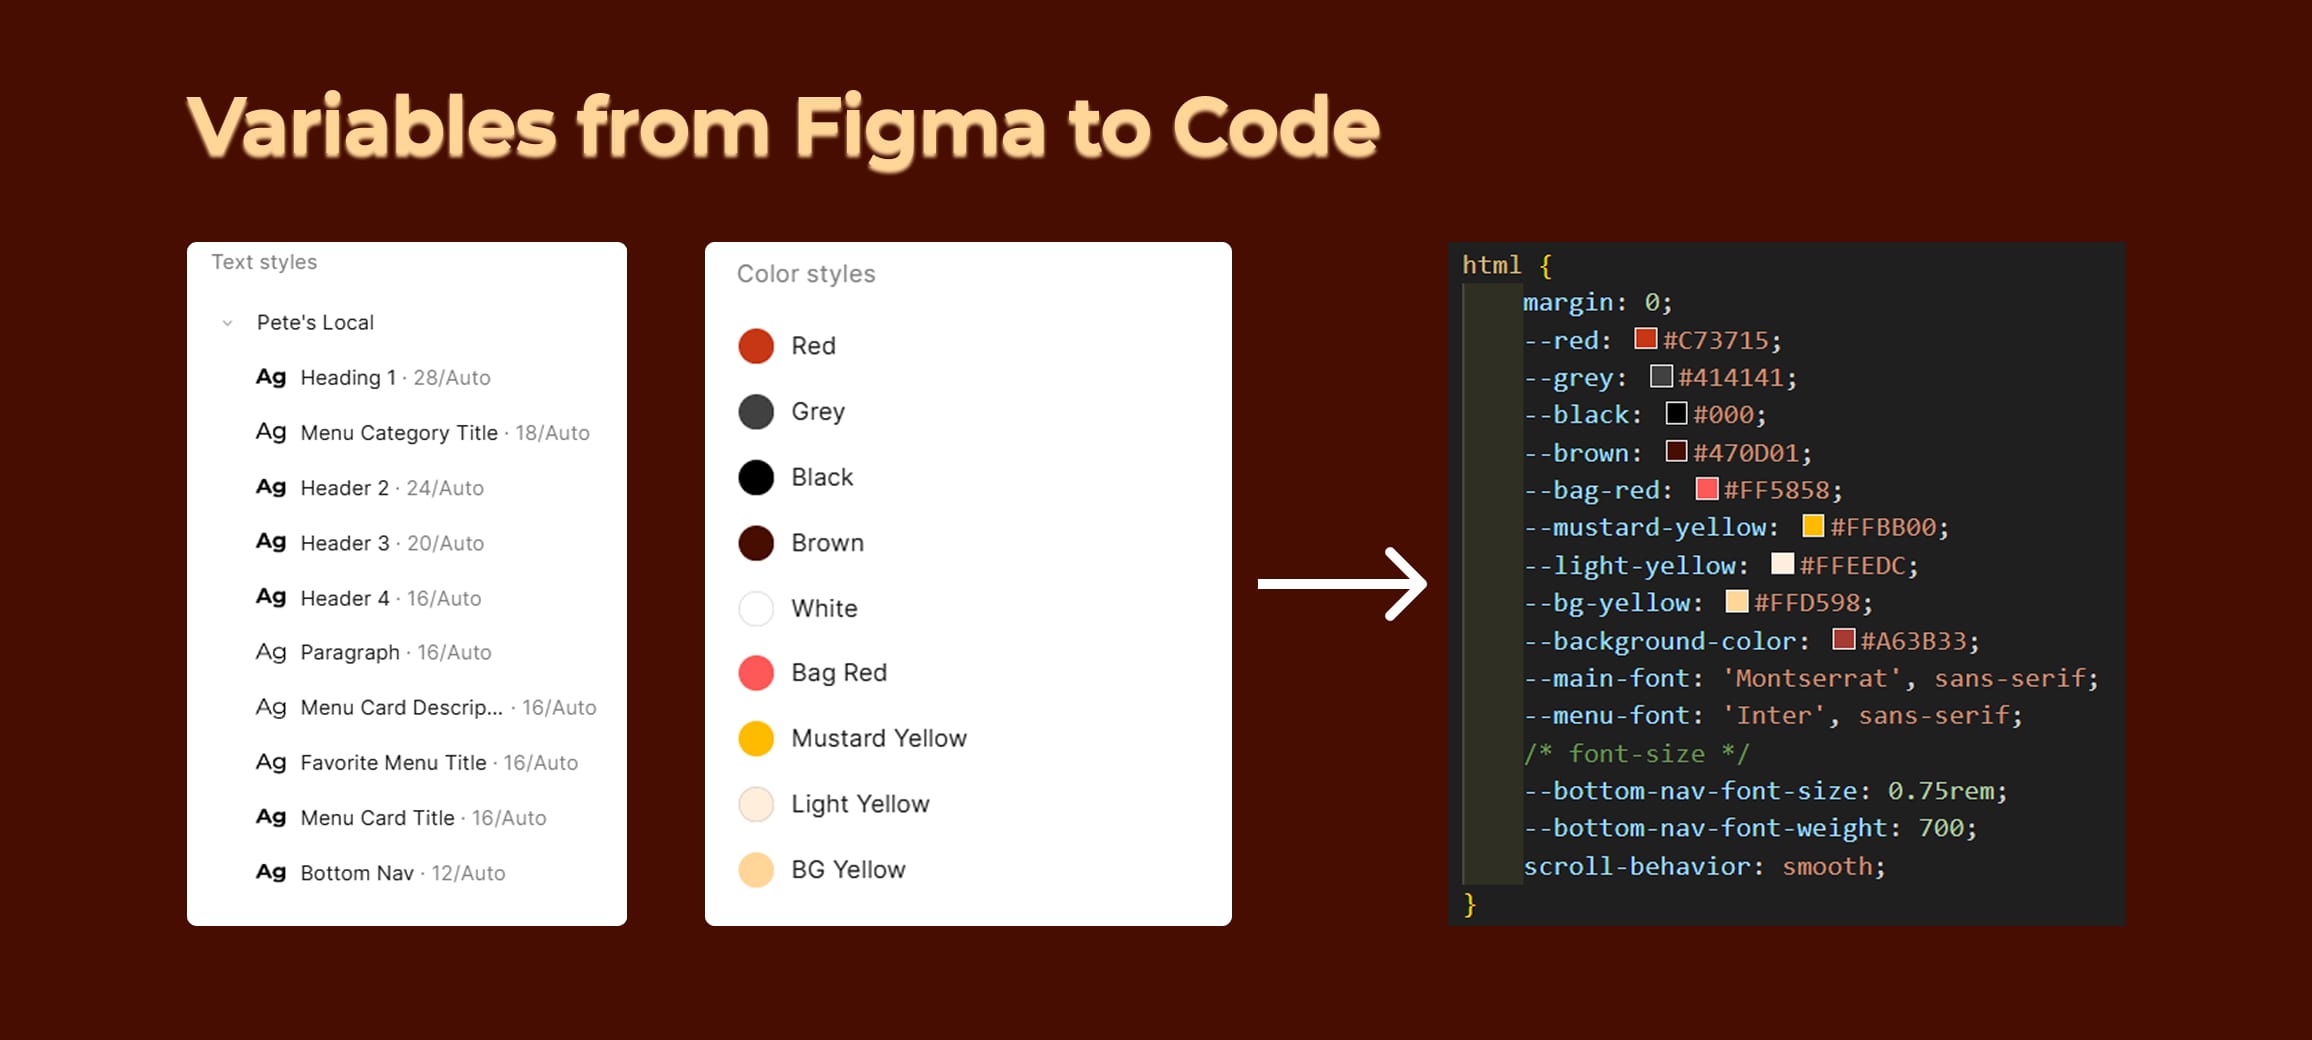 Variables from Figma to Code
Text styles
Pete's Local
Ag Heading 1 · 28/Auto
Ag Menu Category Title · 18/Auto
Ag Header 2 · 24/Auto
Ag Header 3 · 20/Auto
Ag Header 4 · 16/Auto
Ag Paragraph · 16/Auto
Ag Menu Card Descrip... · 16/Auto
Ag Favorite Menu Title · 16/Auto
Ag Menu Card Title · 16/Auto
Ag Bottom Nav · 12/Auto
Color styles
Red
Grey
Black
Brown
White
Bag Red
Mustard Yellow
Light Yellow
BG Yellow
html {
margin: 0;
--red: #C73715;
--grey: #414141;
--black: #000;
--brown: #470D01;
--bag-red: #FF5858;
--mustard-yellow: #FFBB00;
--light-yellow: #FFEEDC;
--bg-yellow: #FFD598;
--background-color: #A63B33;
--main-font: 'Montserrat', sans-serif;
--menu-font: 'Inter', sans-serif;
/* font-size */
--bottom-nav-font-size: 0.75rem;
--bottom-nav-font-weight: 700;
scroll-behavior: smooth;
}